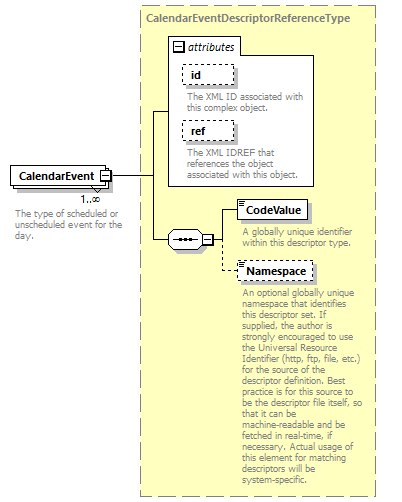 CalendarEventDescriptorReferenceType
attributes
id
The XML ID associated with
this complex object.
ref
The XML IDREF that
references the object
associated with this object.
CalendarEvent
1..∞
The type of scheduled or
unscheduled event for the
day.
CodeValue
A globally unique identifier
within this descriptor type.
Namespace
An optional globally unique
namespace that identifies
this descriptor set. If
supplied, the author is
strongly encouraged to use
the Universal Resource
Identifier (http, ftp, file, etc.)
for the source of the
descriptor definition. Best
practice is for this source to
be the descriptor file itself, so
that it can be
machine-readable and be
fetched in real-time, if
necessary. Actual usage of
this element for matching
descriptors will be
system-specific.